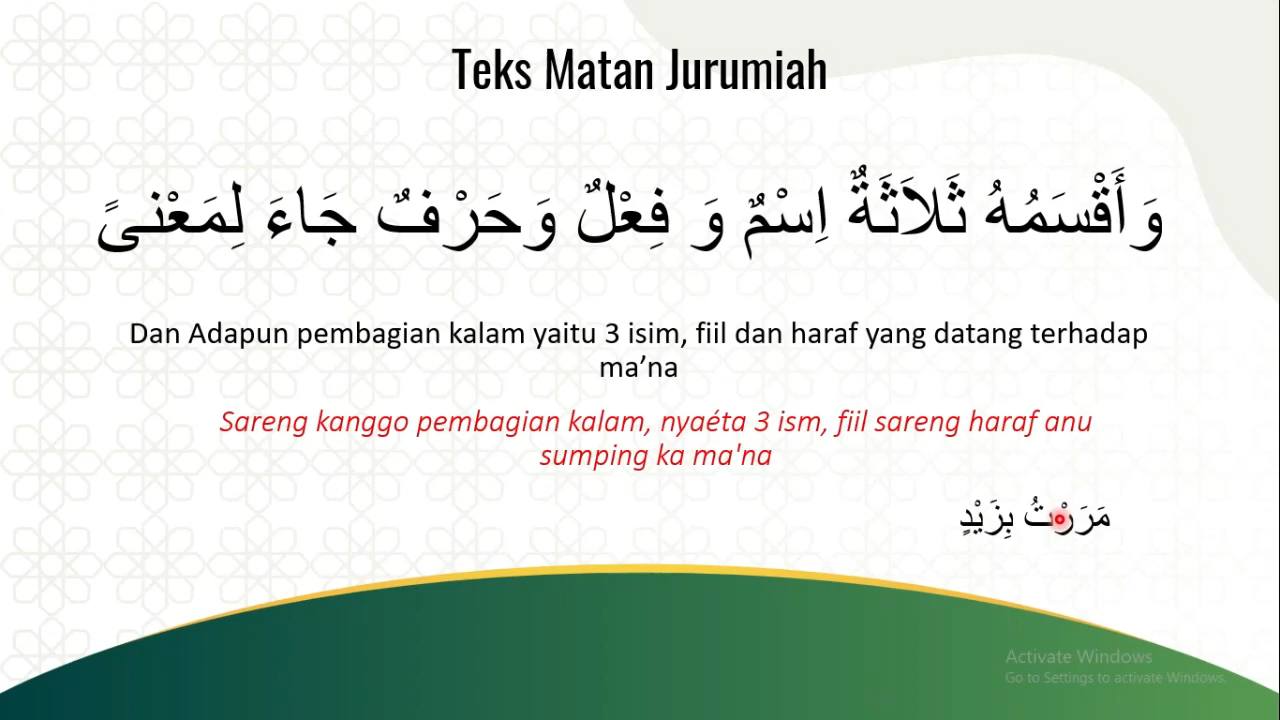 Teks Matan Jurumiah
وَأَقْسَمُهُ ثَلاَثَةٌ اِسْمٌ وَ فِعْلٌ وَحَرْفٌ جَاءَ لِمَعْنىً
Dan Adapun pembagian kalam yaitu 3 isim, fiil dan haraf yang datang terhadap
ma’na
Sareng kanggo pembagian kalam, nyaéta 3 ism, fiil sareng haraf anu
sumping ka ma'na
مَرَرْتُ بِزَيْدٍ
Activate Windows
Go to Settings to activate Windows.